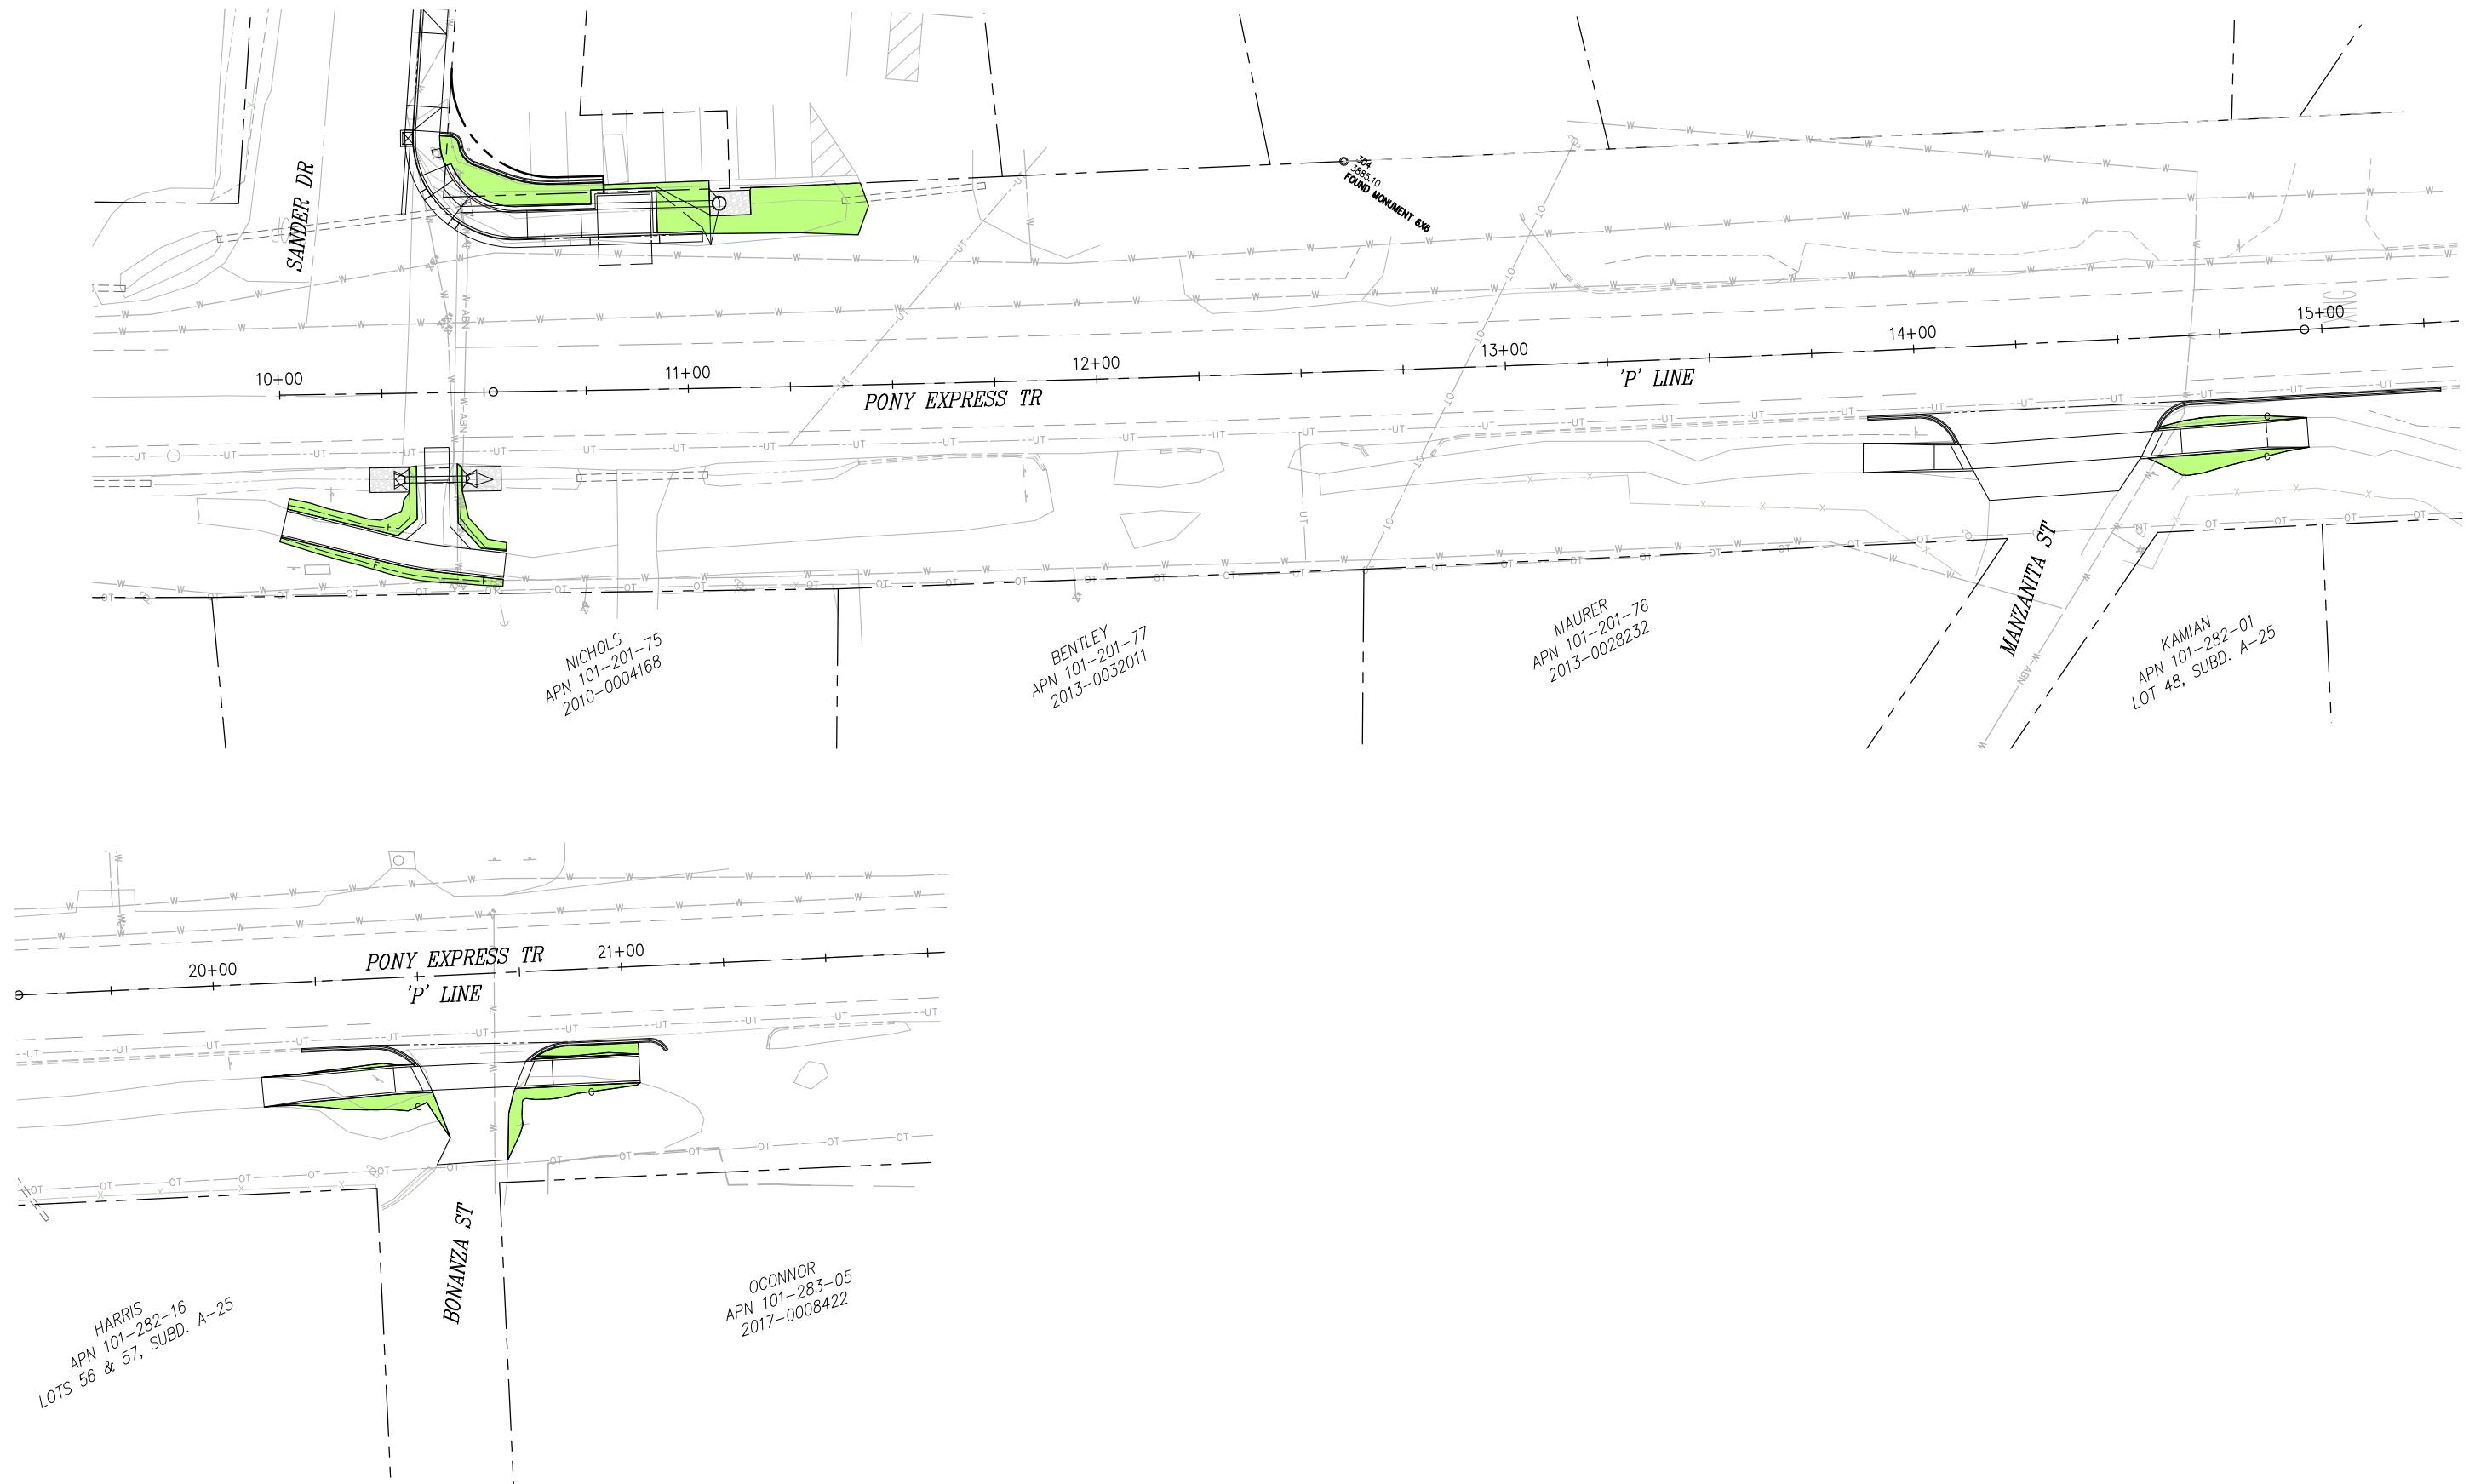 SANDER DR
304
3885.10
FOUND MONUMENT 6X6
10+00
11+00
12+00
13+00
14+00
15+00
PONY EXPRESS TR
'P' LINE
NICHOLS
APN 101-201-75
2010-0004168
BENTLEY
APN 101-201-77
2013-0032011
MAURER
APN 101-201-76
2013-0028232
MANZANITA ST
KAMIAN
APN 101-282-01
LOT 48, SUBD. A-25
20+00
PONY EXPRESS TR
21+00
'P' LINE
BONANZA ST
HARRIS
APN 101-282-16
LOTS 56 & 57, SUBD. A-25
OCONNOR
APN 101-283-05
2017-0008422